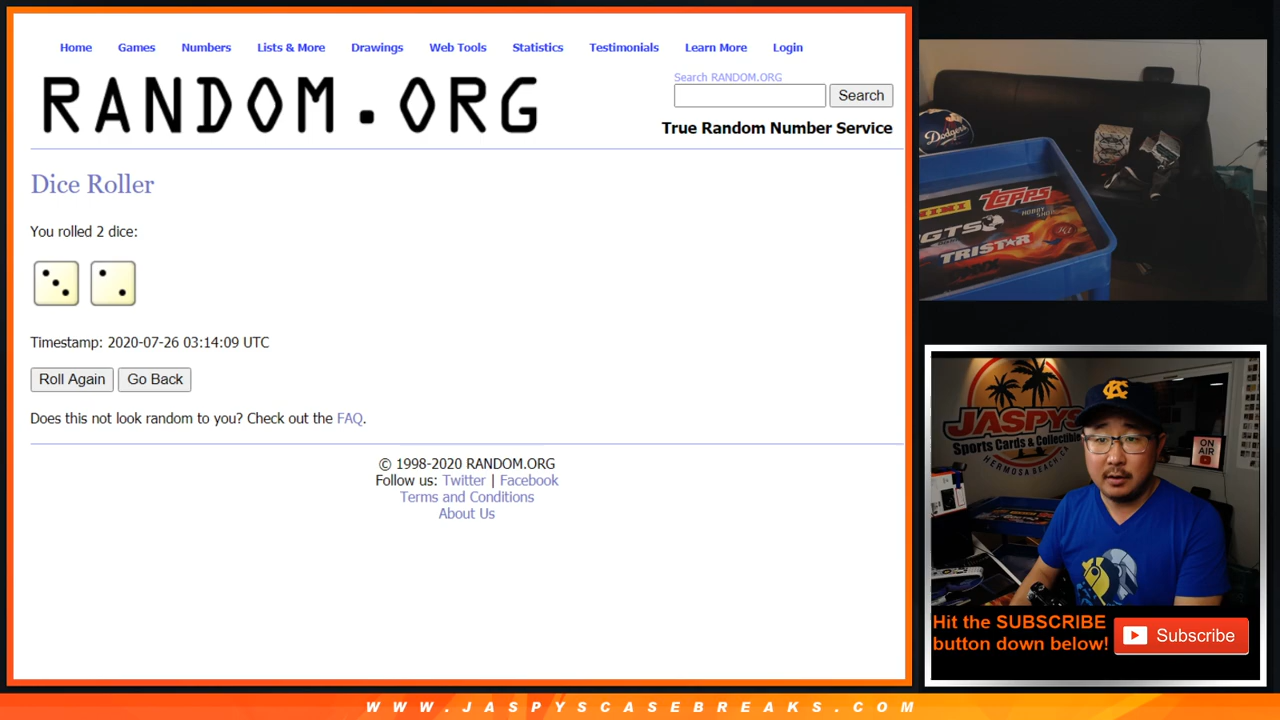 Home Games Numbers Lists & More Drawings Web Tools Statistics Testimonials Learn More Login
RANDOM.ORG
Search RANDOM.ORG
Search
True Random Number Service
Dice Roller
You rolled 2 dice:
Timestamp: 2020-07-26 03:14:09 UTC
Roll Again Go Back
Does this not look random to you? Check out the FAQ.
© 1998-2020 RANDOM.ORG
Follow us: Twitter | Facebook
Terms and Conditions
About Us
Dodgers
TOPPS
HOBBY
GTS
TRISTAR
JASPYS
Sports Cards & Collectible
HERMOSA BEACH, CA
ON
AIR
KC
Hit the SUBSCRIBE
button down below!
Subscribe
WWW.JASPYSCASEBREAKS.COM